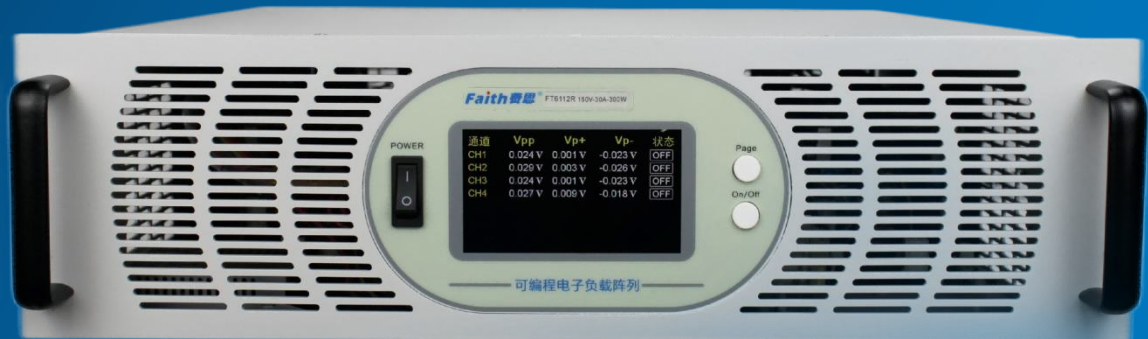 Faith费思® FT6112R 150V-30A-300W
POWER
I
O
通道 Vpp Vp+ Vp- 状态
CH1 0.024 V 0.001 V -0.023 V OFF
CH2 0.029 V 0.003 V -0.026 V OFF
CH3 0.024 V 0.001 V -0.023 V OFF
CH4 0.027 V 0.009 V -0.018 V OFF
Page
On/Off
可编程电子负载阵列